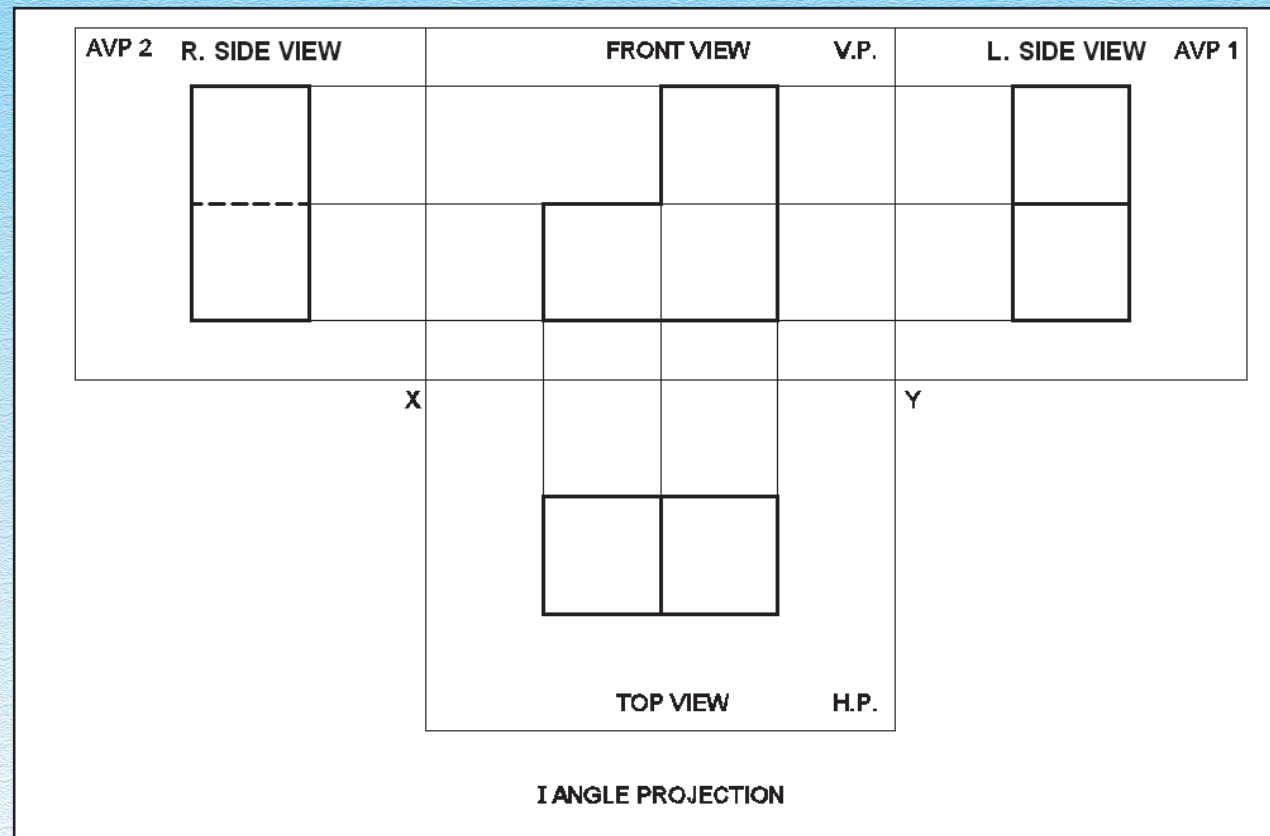 AVP 2 R. SIDE VIEW FRONT VIEW V.P. L. SIDE VIEW AVP 1
X Y
TOP VIEW H.P.
I ANGLE PROJECTION